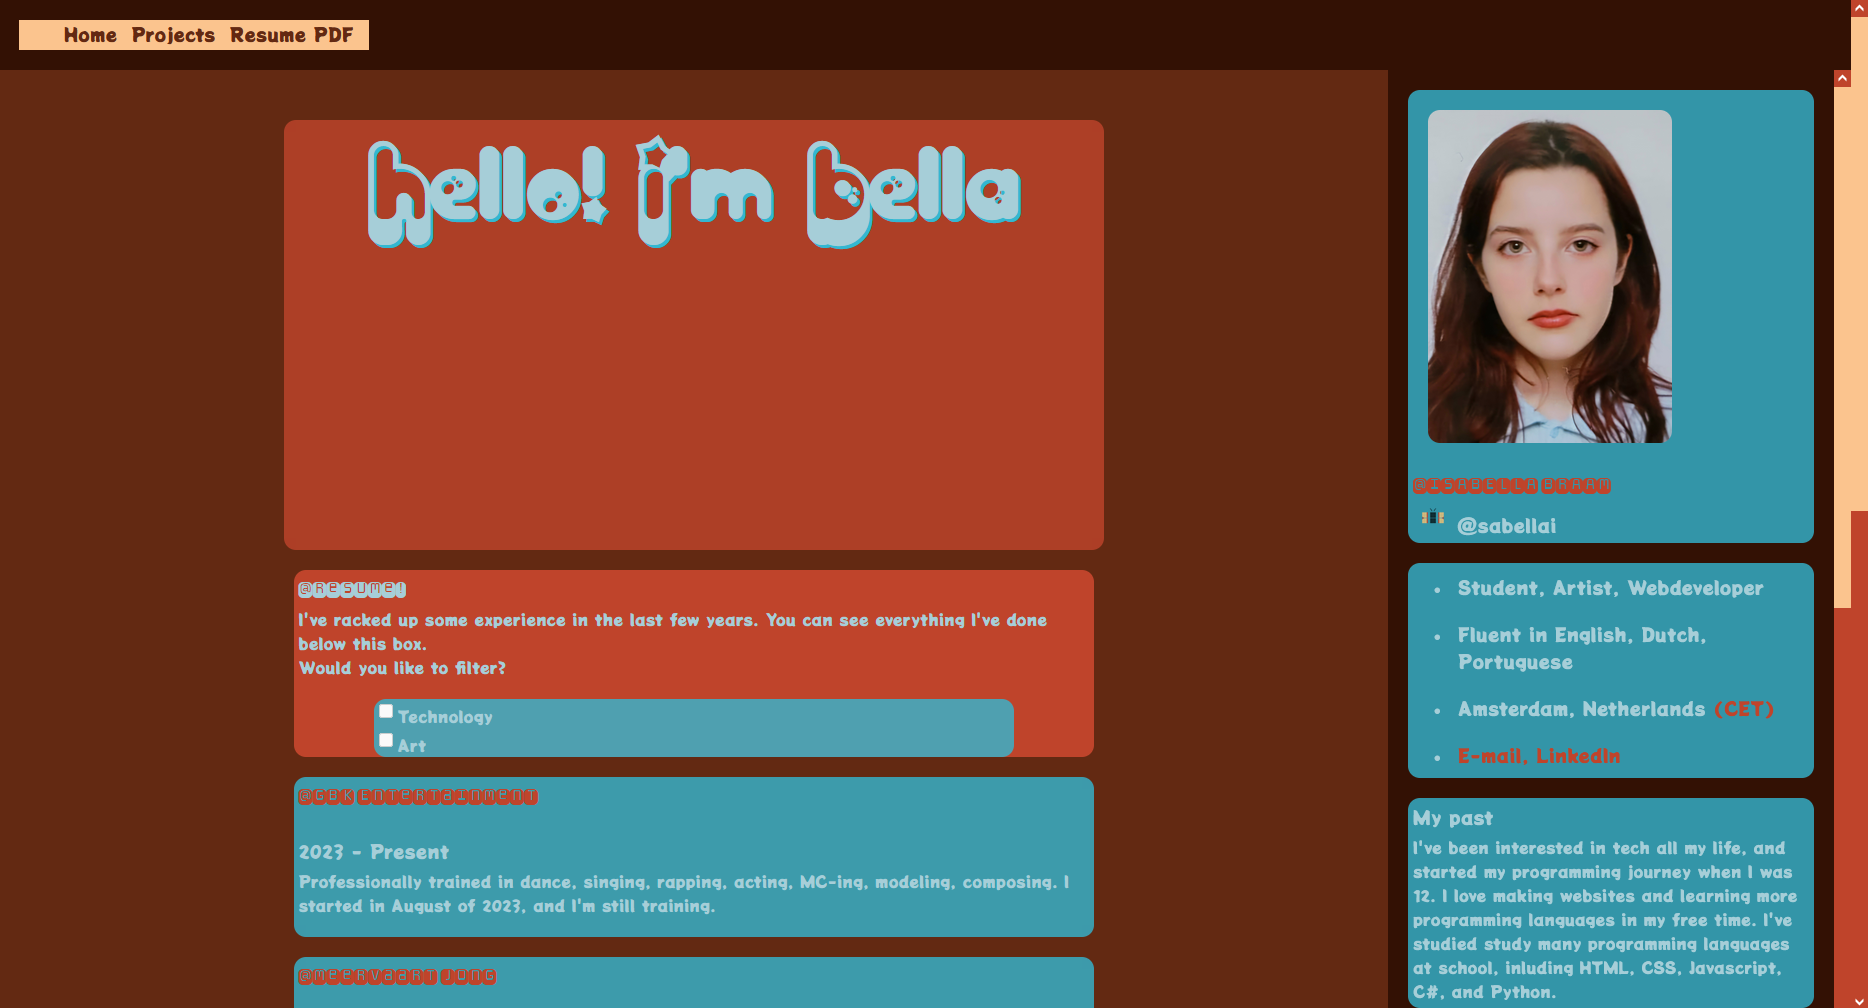 Home Projects Resume PDF
hello! i'm bella
@RESUME!
I've racked up some experience in the last few years. You can see everything I've done
below this box.
Would you like to filter?
Technology
Art
@GBK ENTERTAINMENT
2023 - Present
Professionally trained in dance, singing, rapping, acting, MC-ing, modeling, composing. I
started in August of 2023, and I'm still training.
@MEERVAART JONG
@ISABELLA BRAAM
@sabellai
Student, Artist, Webdeveloper
Fluent in English, Dutch,
Portuguese
Amsterdam, Netherlands (CET)
E-mail, LinkedIn
My past
I've been interested in tech all my life, and
started my programming journey when I was
12. I love making websites and learning more
programming languages in my free time. I've
studied study many programming languages
at school, inluding HTML, CSS, Javascript,
C#, and Python.